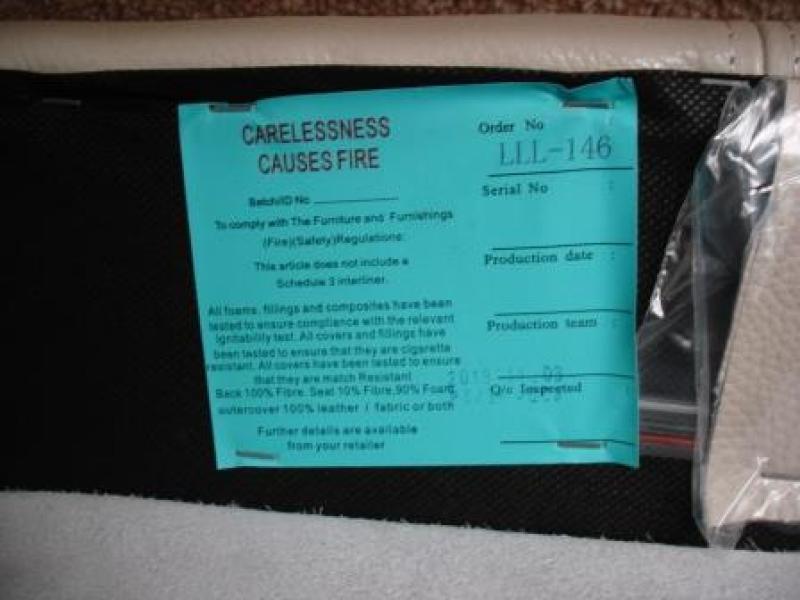 CARELESSNESS
CAUSES FIRE
Batch/ID No
To comply with The Furniture and Furnishings
(Fire)(Safety)Regulations:
This article does not include a
Schedule 3 interliner.
All foams, fillings and composites have been
tested to ensure compliance with the relevant
ignitability test. All covers and fillings have
been tested to ensure that they are cigarette
resistant. All covers have been tested to ensure
that they are match Resistant
Back 100% Fibre. Seat 10% Fibre.90% Foam
outercover 100% leather / fabric or both
Further details are available
from your retailer
Order No
LLL-146
Serial No :
Production date :
Production team :
Q/c Inspected :